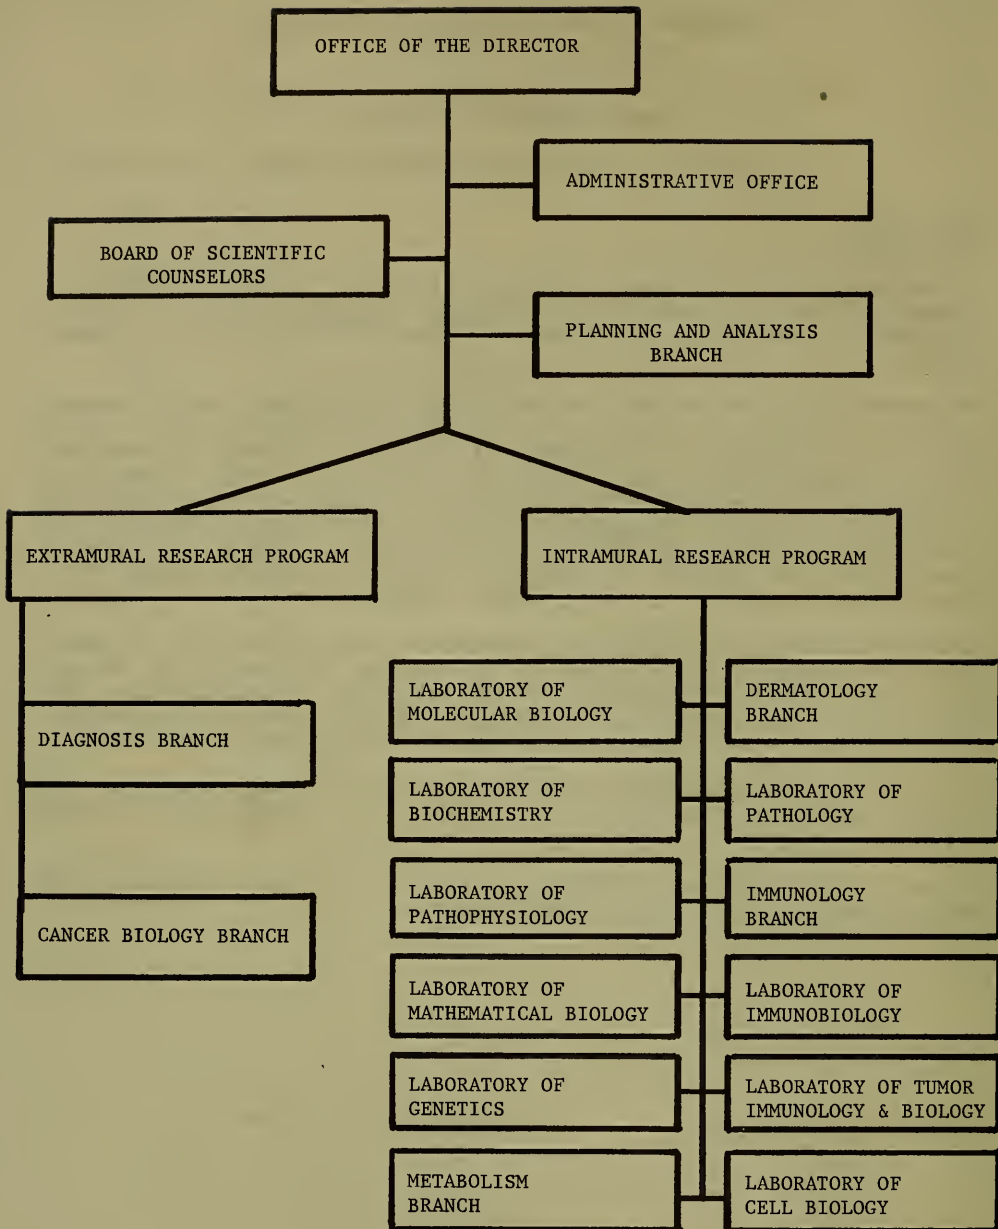 OFFICE OF THE DIRECTOR
ADMINISTRATIVE OFFICE
BOARD OF SCIENTIFIC
COUNSELORS
PLANNING AND ANALYSIS
BRANCH
EXTRAMURAL RESEARCH PROGRAM
INTRAMURAL RESEARCH PROGRAM
DIAGNOSIS BRANCH
CANCER BIOLOGY BRANCH
LABORATORY OF
MOLECULAR BIOLOGY
DERMATOLOGY
BRANCH
LABORATORY OF
BIOCHEMISTRY
LABORATORY OF
PATHOLOGY
LABORATORY OF
PATHOPHYSIOLOGY
IMMUNOLOGY
BRANCH
LABORATORY OF
MATHEMATICAL BIOLOGY
LABORATORY OF
IMMUNOBIOLOGY
LABORATORY OF
GENETICS
LABORATORY OF TUMOR
IMMUNOLOGY & BIOLOGY
METABOLISM
BRANCH
LABORATORY OF
CELL BIOLOGY